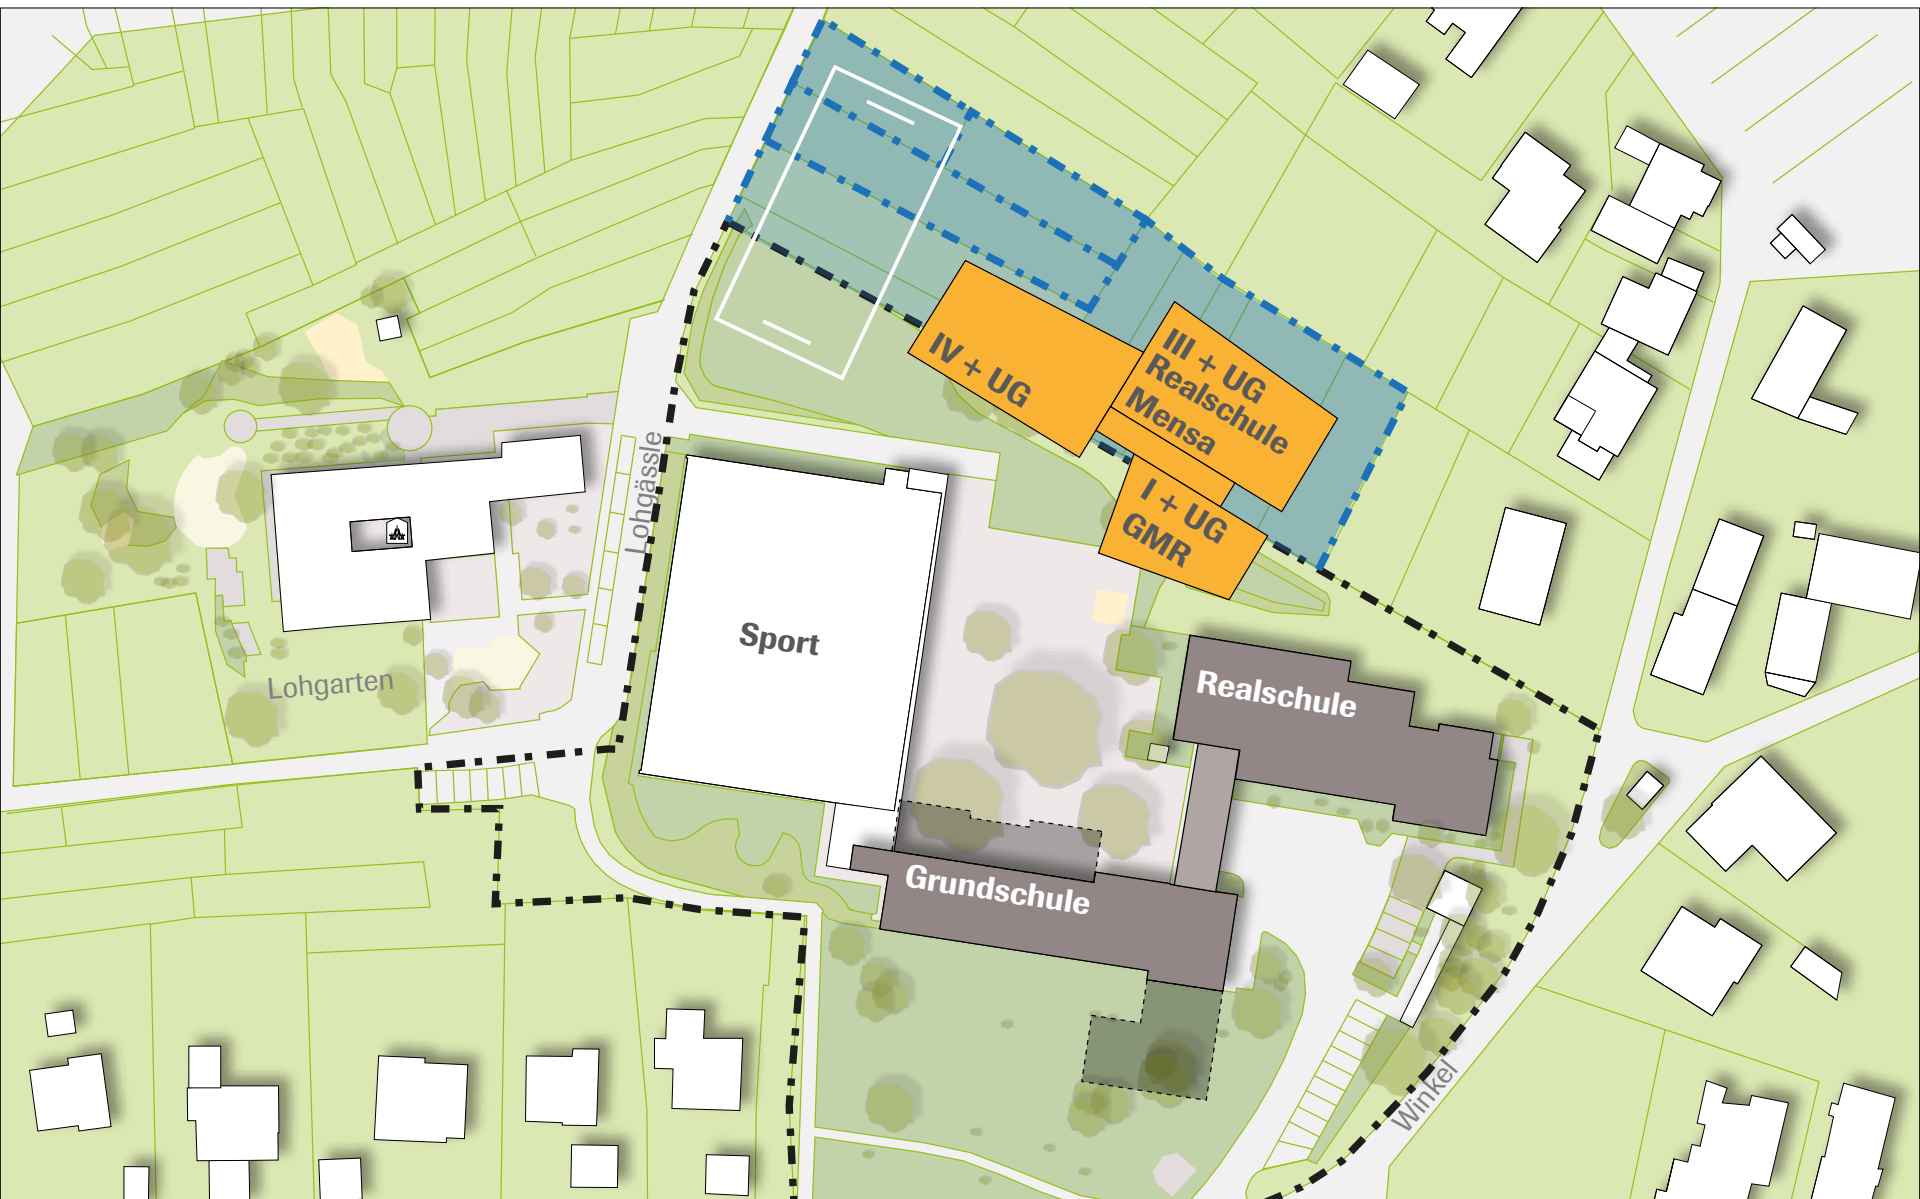 IV + UG
III + UG
Realschule
Mensa
I + UG
GMR
Lohgässle
Sport
Lohgarten
Realschule
Grundschule
Winkel